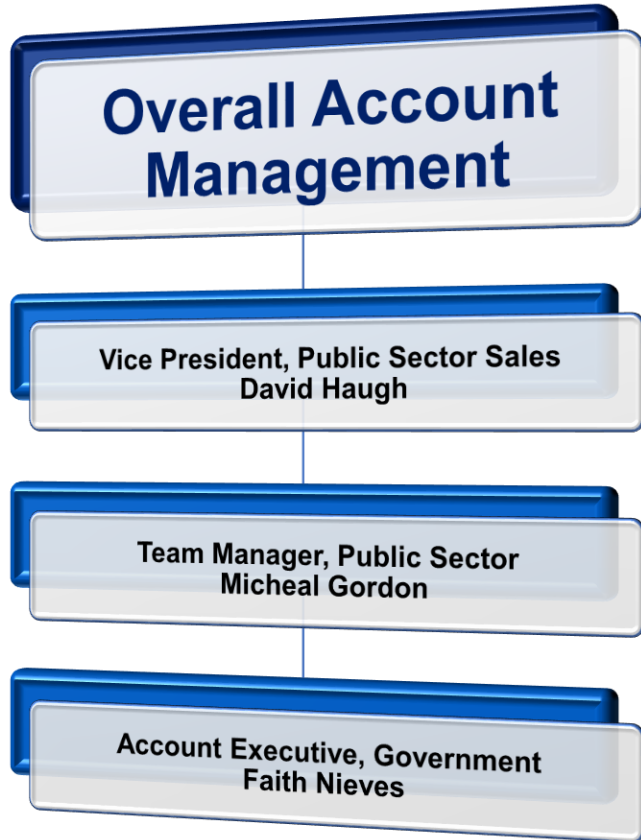 Overall Account
Management
Vice President, Public Sector Sales
David Haugh
Team Manager, Public Sector
Micheal Gordon
Account Executive, Government
Faith Nieves